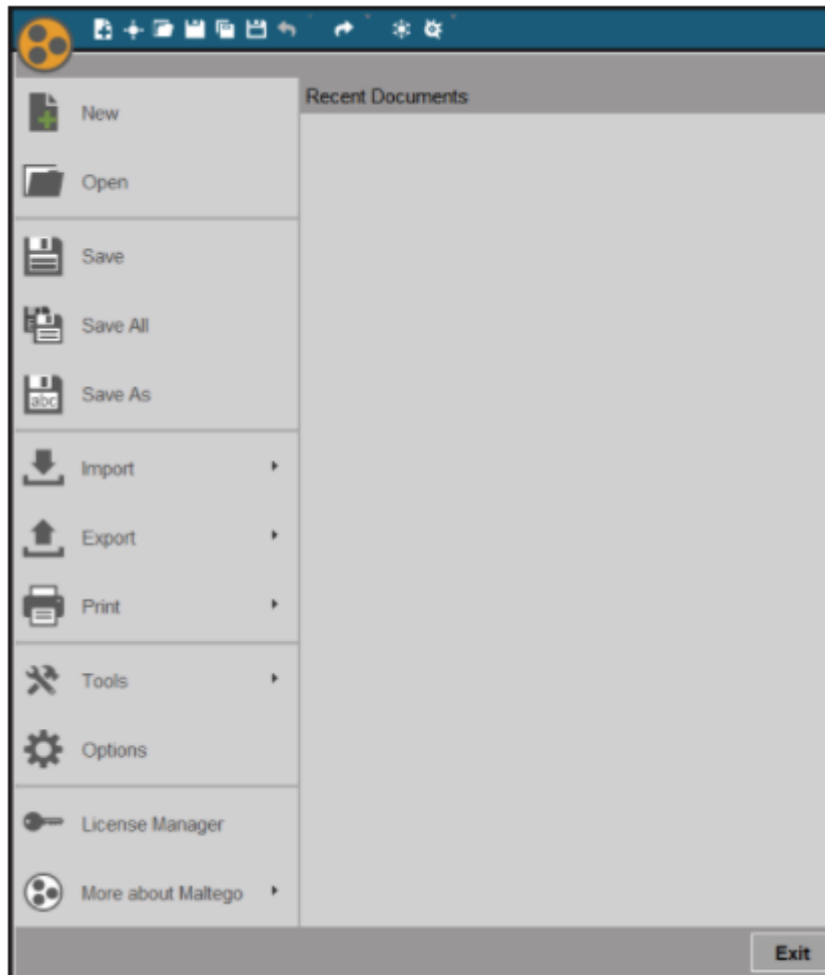 Recent Documents
New
Open
Save
Save All
abc
Save As
Import
Export
Print
Tools
Options
License Manager
More about Maltego
Exit